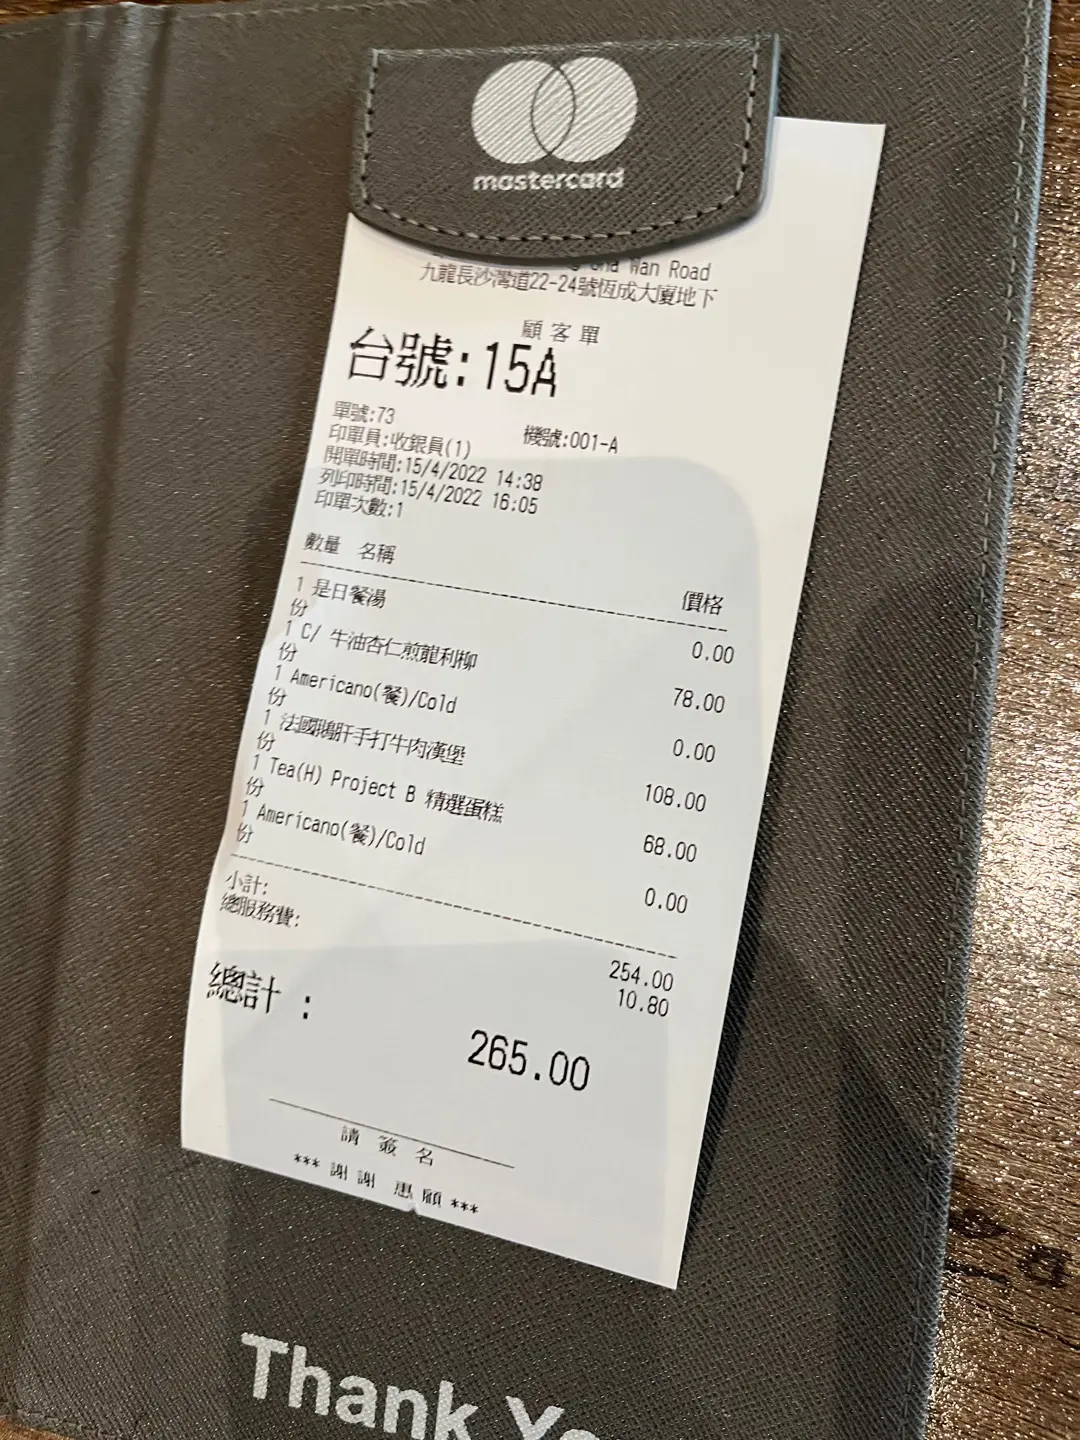 mastercard
Wan Road
九龍長沙灣道22-24號恆成大廈地下
顧客單
台號:15A
單號:73
機號:001-A
印單員:收銀員(1)
開單時間:15/4/2022 14:38
列印時間:15/4/2022 16:05
印單次數:1
數量 名稱 價格
1 是日餐湯 0.00
份
1 C/ 牛油杏仁煎龍利柳 78.00
份
1 Americano(餐)/Cold 0.00
份
1 法國鵝肝手打牛肉漢堡 108.00
份
1 Tea(H) Project B 精選蛋糕 68.00
份
1 Americano(餐)/Cold 0.00
份
小計: 254.00
總服務費: 10.80
總計 : 265.00
請 簽 名
*** 謝謝 惠顧 ***
Thank